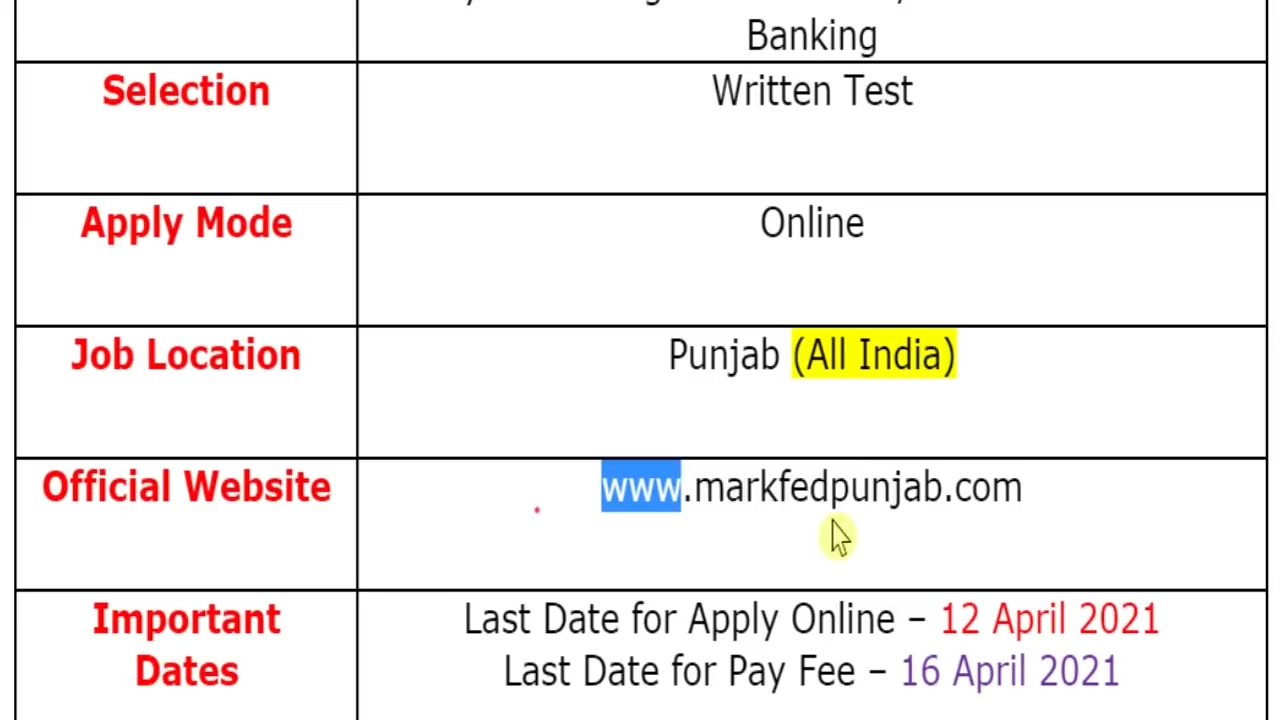 Banking
Selection
Written Test
Apply Mode
Online
Job Location
Punjab (All India)
Official Website
www.markfedpunjab.com
Important
Dates
Last Date for Apply Online – 12 April 2021
Last Date for Pay Fee – 16 April 2021